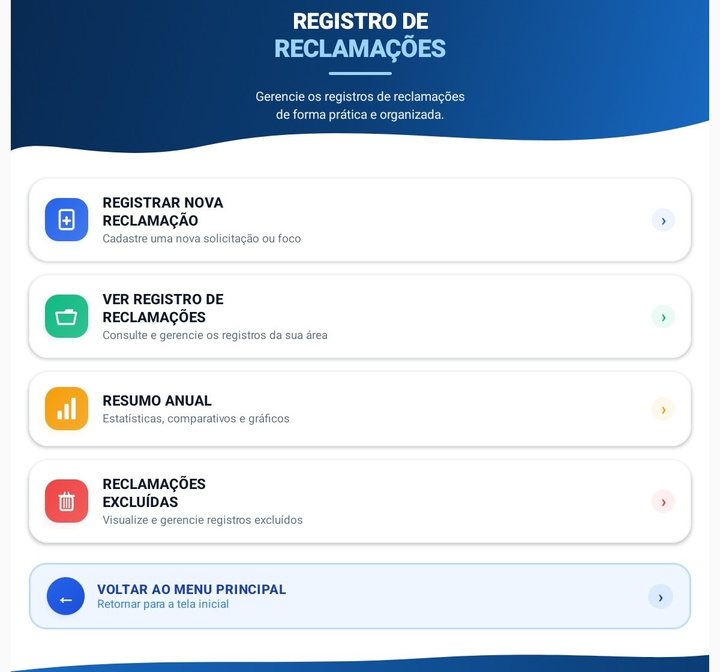 REGISTRO DE
RECLAMAÇÕES
Gerencie os registros de reclamações
de forma prática e organizada.
REGISTRAR NOVA
RECLAMAÇÃO
Cadastre uma nova solicitação ou foco
›
VER REGISTRO DE
RECLAMAÇÕES
Consulte e gerencie os registros da sua área
›
RESUMO ANUAL
Estatísticas, comparativos e gráficos
›
RECLAMAÇÕES
EXCLUÍDAS
Visualize e gerencie registros excluídos
›
←
VOLTAR AO MENU PRINCIPAL
Retornar para a tela inicial
›